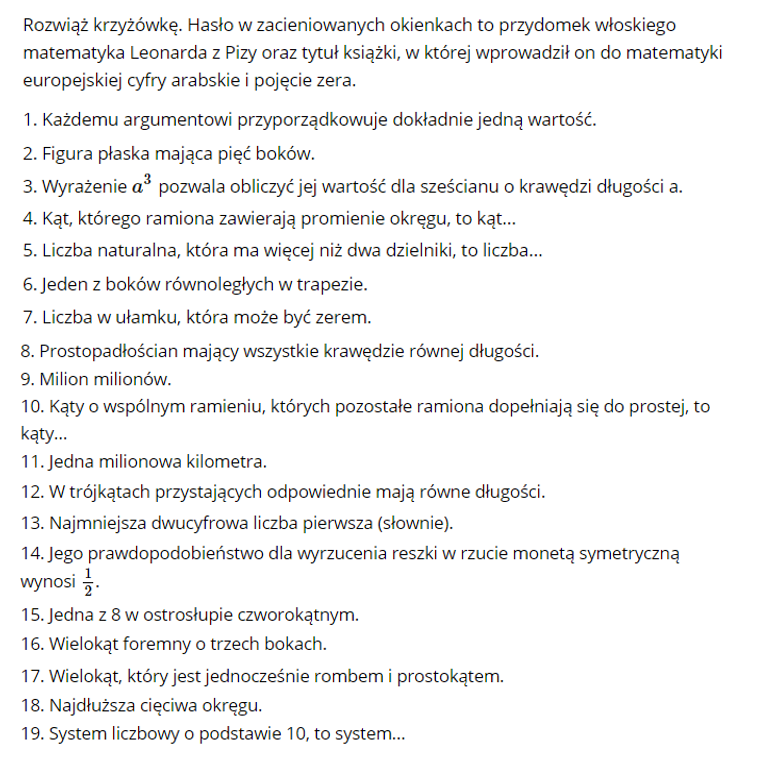 Rozwiąż krzyżówkę. Hasło w zacieniowanych okienkach to przydomek włoskiego
matematyka Leonarda z Pizy oraz tytuł książki, w której wprowadził on do matematyki
europejskiej cyfry arabskie i pojęcie zera.
1. Każdemu argumentowi przyporządkowuje dokładnie jedną wartość.
2. Figura płaska mająca pięć boków.
3. Wyrażenie a³ pozwala obliczyć jej wartość dla sześcianu o krawędzi długości a.
4. Kąt, którego ramiona zawierają promienie okręgu, to kąt...
5. Liczba naturalna, która ma więcej niż dwa dzielniki, to liczba...
6. Jeden z boków równoległych w trapezie.
7. Liczba w ułamku, która może być zerem.
8. Prostopadłościan mający wszystkie krawędzie równej długości.
9. Milion milionów.
10. Kąty o wspólnym ramieniu, których pozostałe ramiona dopełniają się do prostej, to
kąty...
11. Jedna milionowa kilometra.
12. W trójkątach przystających odpowiednie mają równe długości.
13. Najmniejsza dwucyfrowa liczba pierwsza (słownie).
14. Jego prawdopodobieństwo dla wyrzucenia reszki w rzucie monetą symetryczną
wynosi 1/2.
15. Jedna z 8 w ostrosłupie czworokątnym.
16. Wielokąt foremny o trzech bokach.
17. Wielokąt, który jest jednocześnie rombem i prostokątem.
18. Najdłuższa cięciwa okręgu.
19. System liczbowy o podstawie 10, to system...